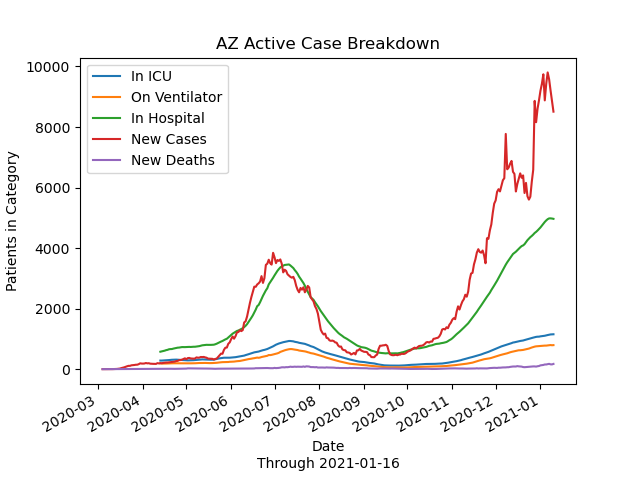 AZ Active Case Breakdown
In ICU
On Ventilator
In Hospital
New Cases
New Deaths
Patients in Category
10000
8000
6000
4000
2000
0
2020-03
2020-04
2020-05
2020-06
2020-07
2020-08
2020-09
2020-10
2020-11
2020-12
2021-01
Date
Through 2021-01-16